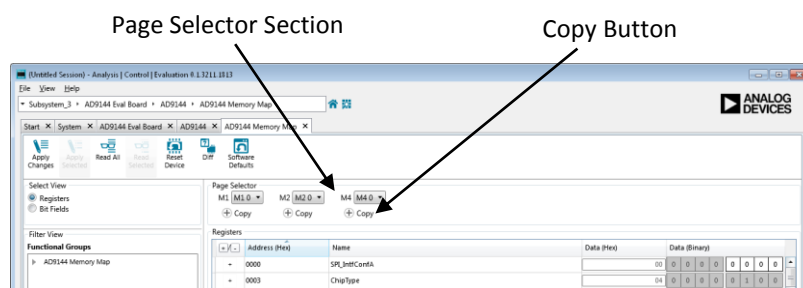 Page Selector Section Copy Button
(Untitled Session) - Analysis | Control | Evaluation 0.1.3211.1813
File View Help
Subsystem_3 AD9144 Eval Board AD9144 AD9144 Memory Map
ANALOG
DEVICES
Start X System X AD9144 Eval Board X AD9144 X AD9144 Memory Map X
Apply Changes Apply Selected Read All Read Selected Reset Device Diff Software Defaults
Select View Page Selector
Registers M1 M1 0 M2 M2 0 M4 M4 0
Bit Fields Copy Copy Copy
Filter View Registers
Functional Groups +/- Address (Hex) Name Data (Hex) Data (Binary)
AD9144 Memory Map + 0000 SPI_IntfConfA 00 0 0 0 0 0 0 0 0
+ 0003 ChipType 04 0 0 0 0 0 1 0 0